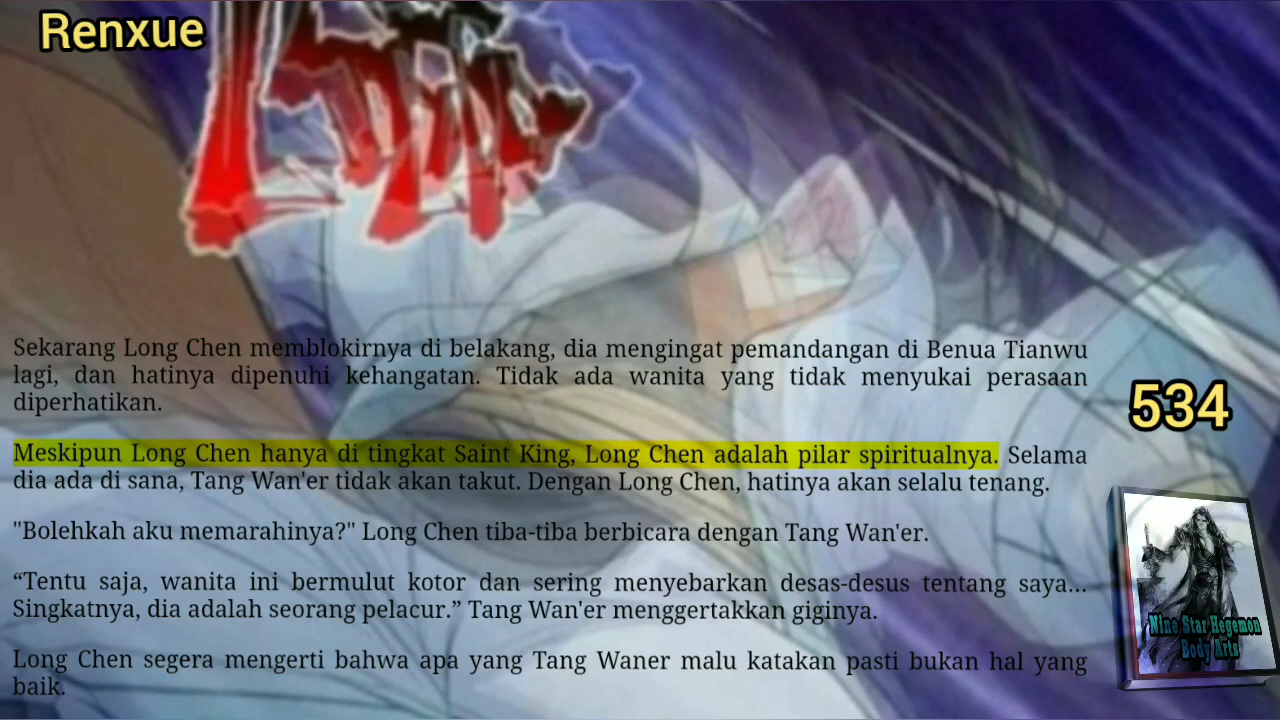 Renxue
Sekarang Long Chen memblokirnya di belakang, dia mengingat pemandangan di Benua Tianwu
lagi, dan hatinya dipenuhi kehangatan. Tidak ada wanita yang tidak menyukai perasaan
diperhatikan.
534
Meskipun Long Chen hanya di tingkat Saint King, Long Chen adalah pilar spiritualnya. Selama
dia ada di sana, Tang Wan'er tidak akan takut. Dengan Long Chen, hatinya akan selalu tenang.
"Bolehkah aku memarahinya?" Long Chen tiba-tiba berbicara dengan Tang Wan'er.
“Tentu saja, wanita ini bermulut kotor dan sering menyebarkan desas-desus tentang saya...
Singkatnya, dia adalah seorang pelacur.” Tang Wan'er menggertakkan giginya.
Long Chen segera mengerti bahwa apa yang Tang Waner malu katakan pasti bukan hal yang
baik.
Nine Star Hegemon
Body Arts